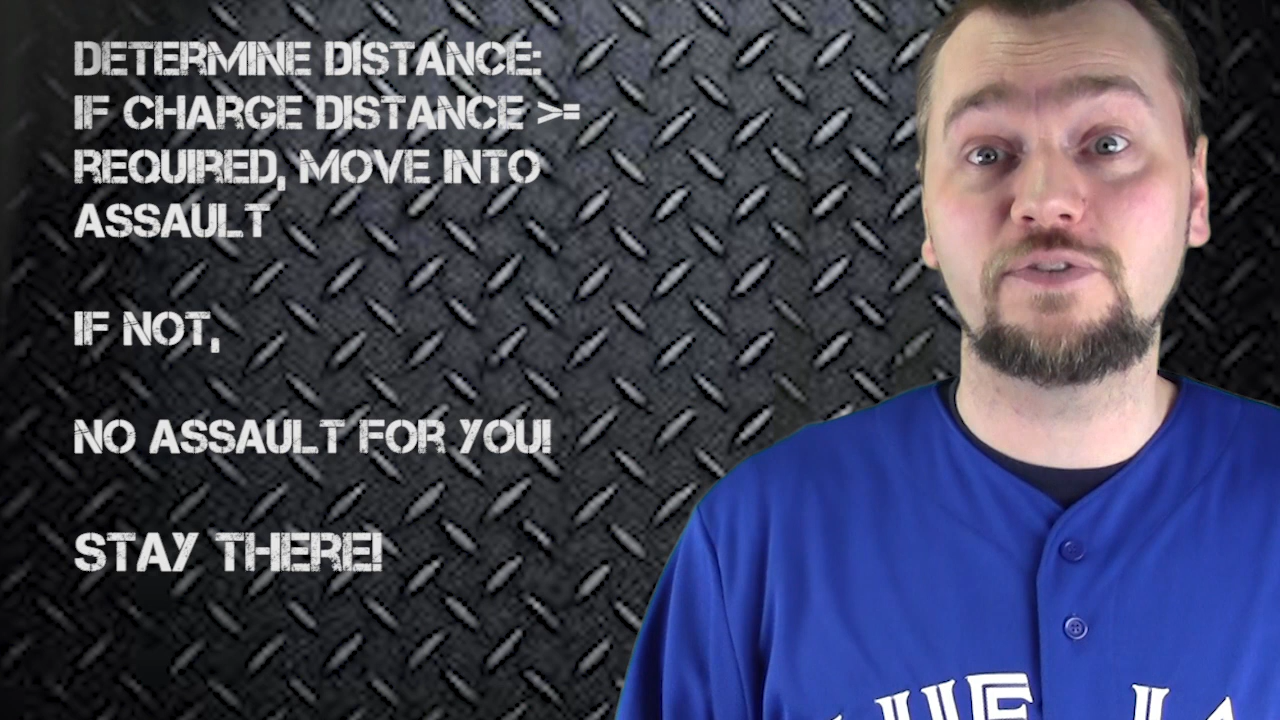 DETERMINE DISTANCE:
IF CHARGE DISTANCE >=
REQUIRED, MOVE INTO
ASSAULT
IF NOT,
NO ASSAULT FOR YOU!
STAY THERE!